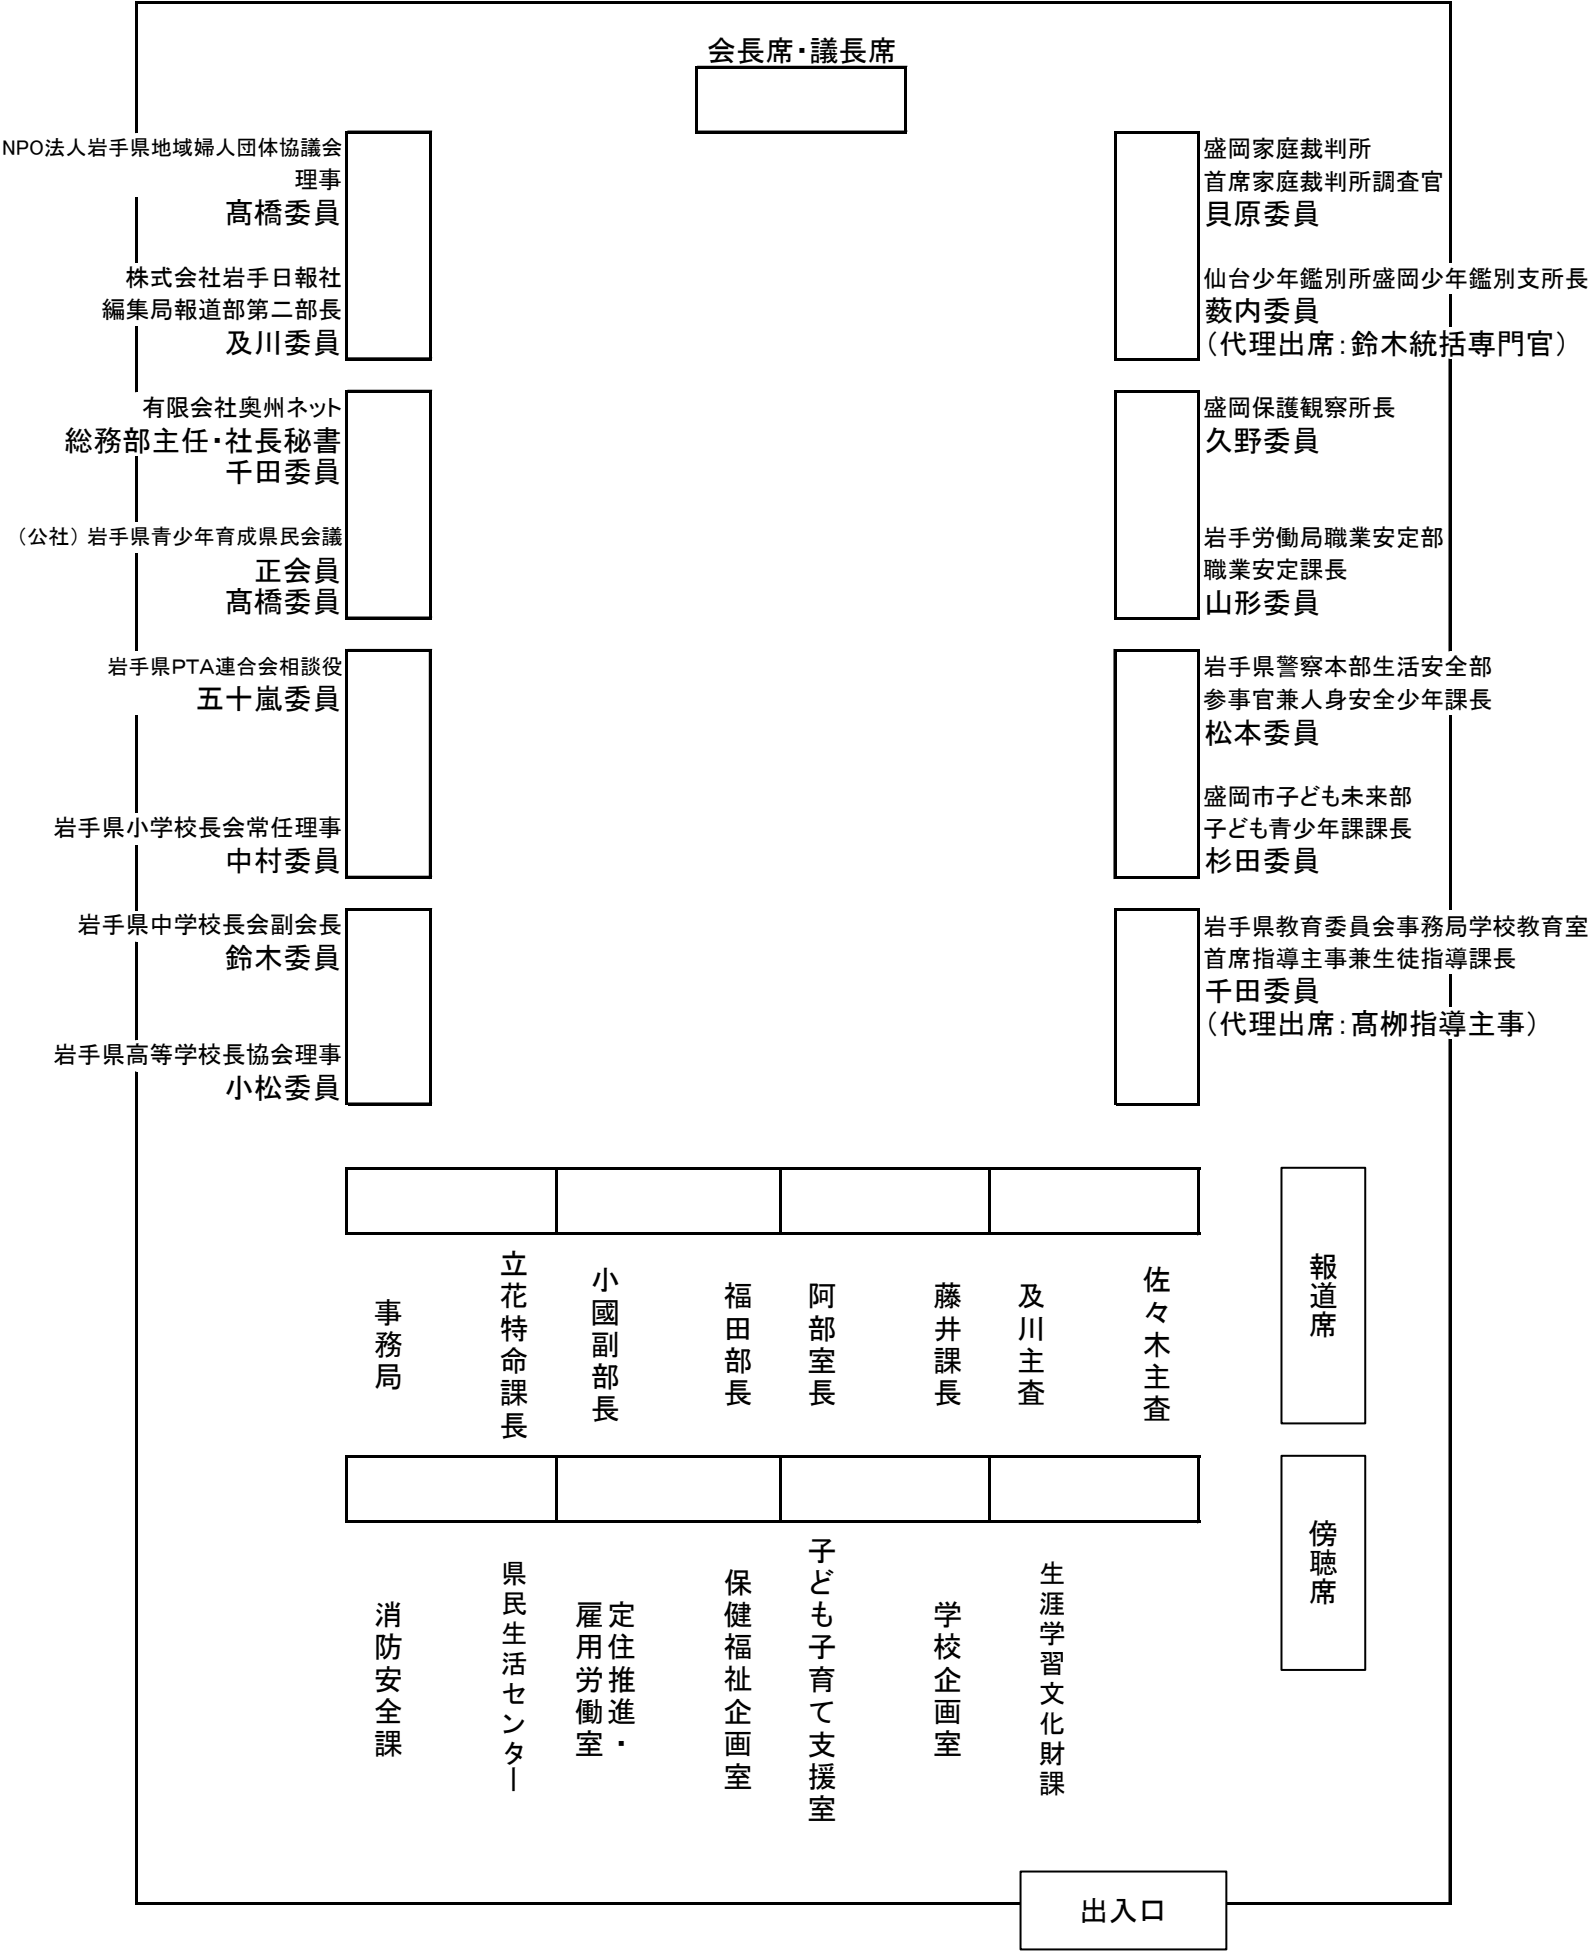 会長席・議長席
NPO法人岩手県地域婦人団体協議会
理事
髙橋委員
株式会社岩手日報社
編集局報道部第二部長
及川委員
有限会社奥州ネット
総務部主任・社長秘書
千田委員
（公社）岩手県青少年育成県民会議
正会員
髙橋委員
岩手県PTA連合会相談役
五十嵐委員
岩手県小学校長会常任理事
中村委員
岩手県中学校長会副会長
鈴木委員
岩手県高等学校長協会理事
小松委員
盛岡家庭裁判所
首席家庭裁判所調査官
貝原委員
仙台少年鑑別所盛岡少年鑑別支所長
薮内委員
（代理出席：鈴木統括専門官）
盛岡保護観察所長
久野委員
岩手労働局職業安定部
職業安定課長
山形委員
岩手県警察本部生活安全部
参事官兼人身安全少年課長
松本委員
盛岡市子ども未来部
子ども青少年課課長
杉田委員
岩手県教育委員会事務局学校教育室
首席指導主事兼生徒指導課長
千田委員
（代理出席：髙栁指導主事）
事務局
立花特命課長
小國副部長
福田部長
阿部室長
藤井課長
及川主査
佐々木主査
報道席
消防安全課
県民生活センター
定住推進・
雇用労働室
保健福祉企画室
子ども子育て支援室
学校企画室
生涯学習文化財課
傍聴席
出入口